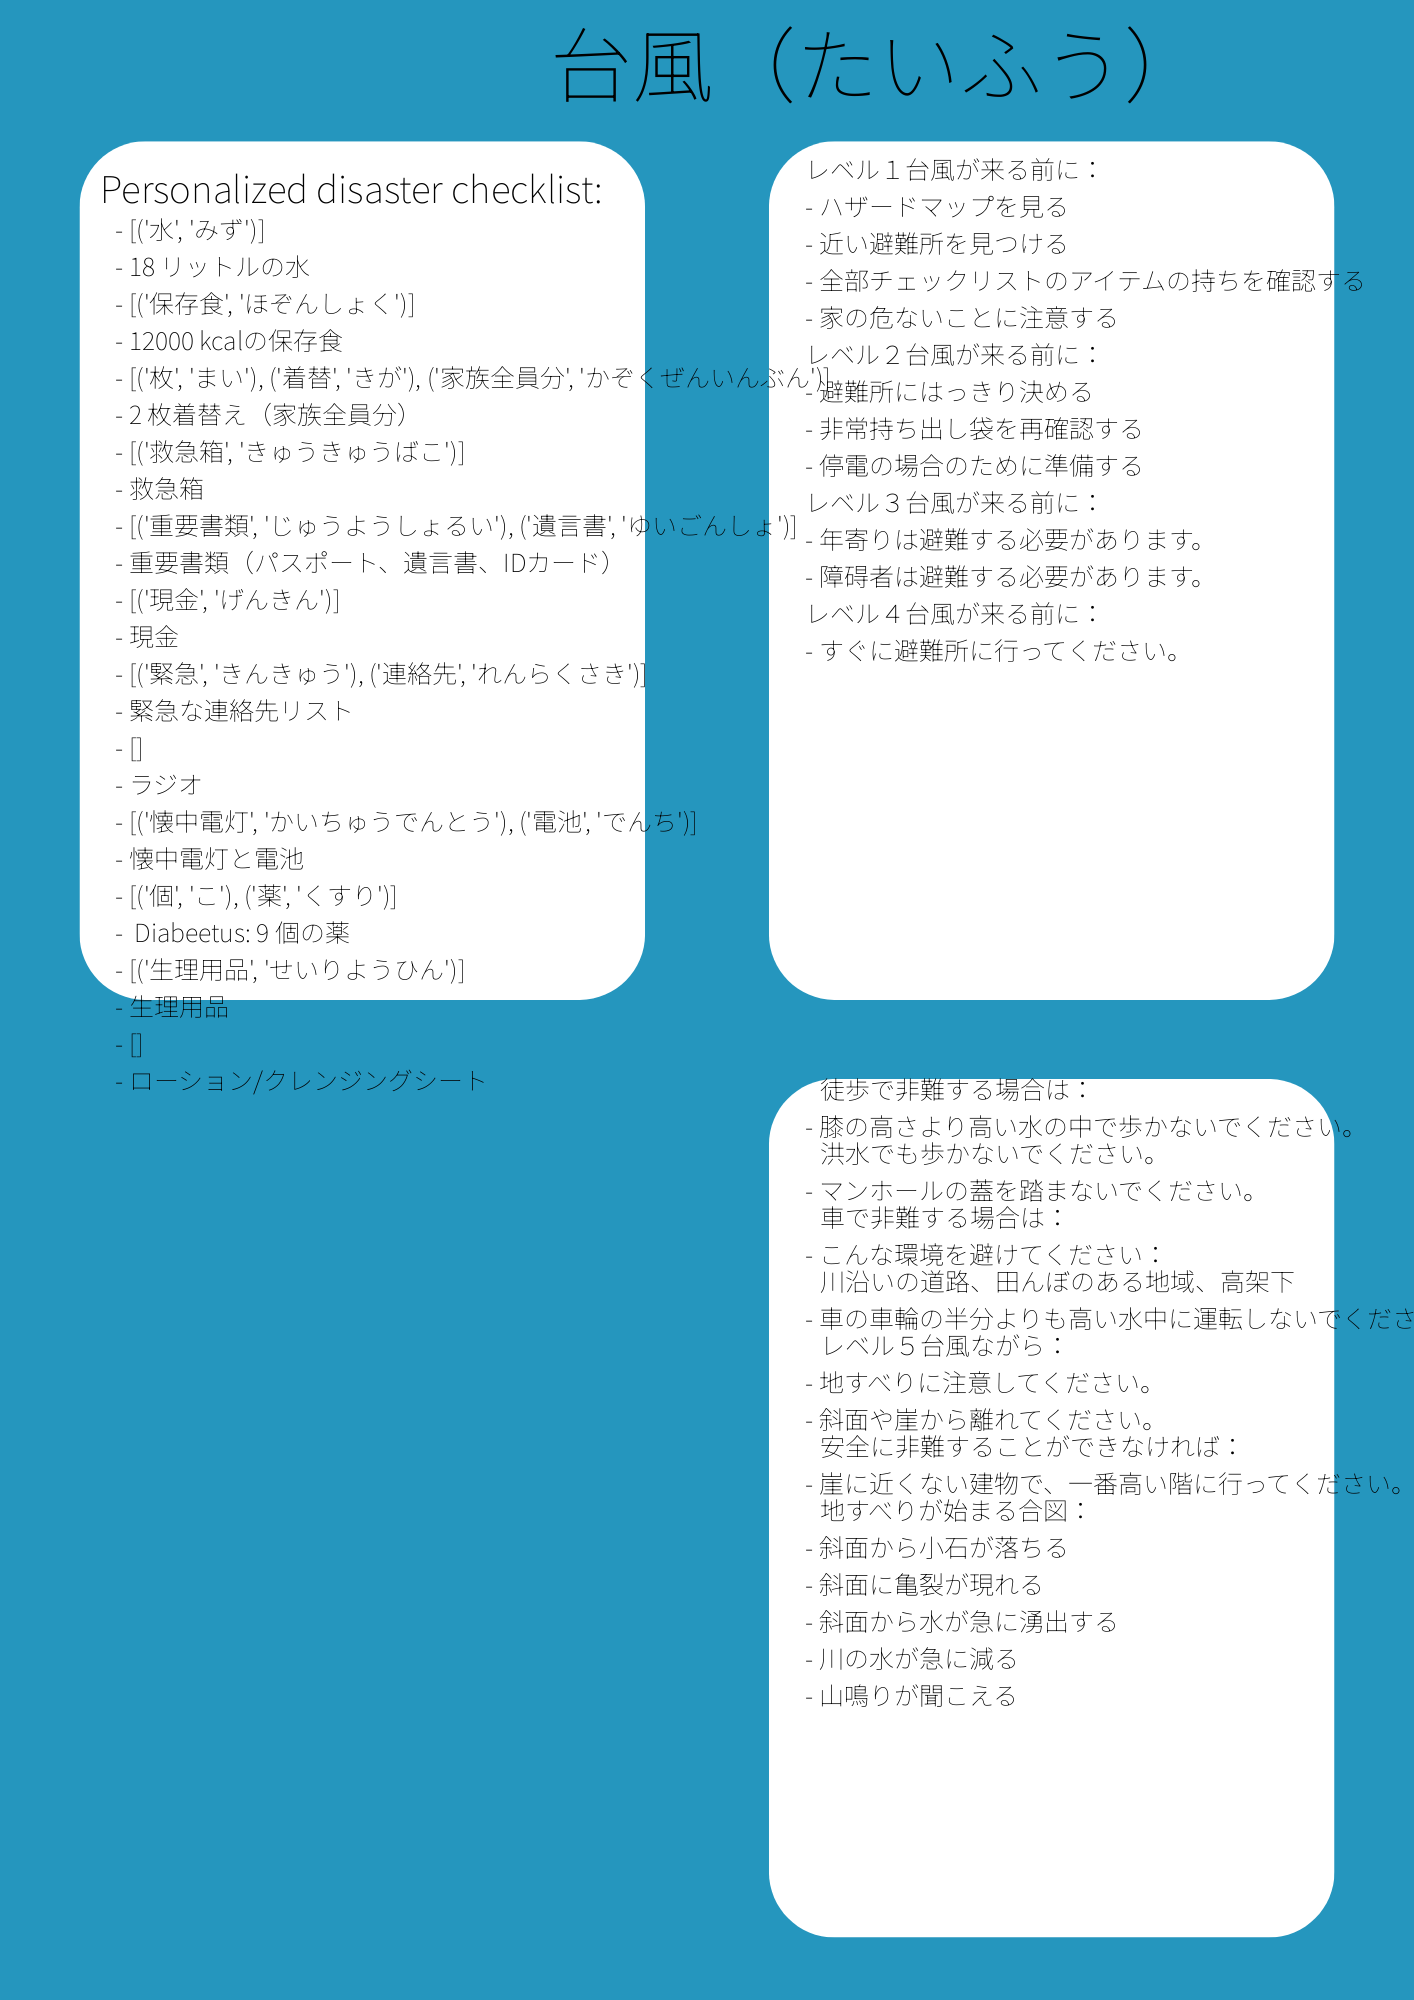 台風（たいふう）
Personalized disaster checklist:
- [('水', 'みず')]
- 18 リットルの水
- [('保存食', 'ほぞんしょく')]
- 12000 kcalの保存食
- [('枚', 'まい'), ('着替', 'きが'), ('家族全員分', 'かぞくぜんいんぶん')]
- 2 枚着替え（家族全員分）
- [('救急箱', 'きゅうきゅうばこ')]
- 救急箱
- [('重要書類', 'じゅうようしょるい'), ('遺言書', 'ゆいごんしょ')]
- 重要書類（パスポート、遺言書、IDカード）
- [('現金', 'げんきん')]
- 現金
- [('緊急', 'きんきゅう'), ('連絡先', 'れんらくさき')]
- 緊急な連絡先リスト
- []
- ラジオ
- [('懐中電灯', 'かいちゅうでんとう'), ('電池', 'でんち')]
- 懐中電灯と電池
- [('個', 'こ'), ('薬', 'くすり')]
- Diabeetus: 9 個の薬
- [('生理用品', 'せいりようひん')]
- 生理用品
- []
- ローション/クレンジングシート
レベル１台風が来る前に：
- ハザードマップを見る
- 近い避難所を見つける
- 全部チェックリストのアイテムの持ちを確認する
- 家の危ないことに注意する
レベル２台風が来る前に：
- 避難所にはっきり決める
- 非常持ち出し袋を再確認する
- 停電の場合のために準備する
レベル３台風が来る前に：
- 年寄りは避難する必要があります。
- 障碍者は避難する必要があります。
レベル４台風が来る前に：
- すぐに避難所に行ってください。
徒歩で非難する場合は：
- 膝の高さより高い水の中で歩かないでください。
洪水でも歩かないでください。
- マンホールの蓋を踏まないでください。
車で非難する場合は：
- こんな環境を避けてください：
川沿いの道路、田んぼのある地域、高架下
- 車の車輪の半分よりも高い水中に運転しないでくださ
レベル５台風ながら：
- 地すべりに注意してください。
- 斜面や崖から離れてください。
安全に非難することができなければ：
- 崖に近くない建物で、一番高い階に行ってください。
地すべりが始まる合図：
- 斜面から小石が落ちる
- 斜面に亀裂が現れる
- 斜面から水が急に湧出する
- 川の水が急に減る
- 山鳴りが聞こえる